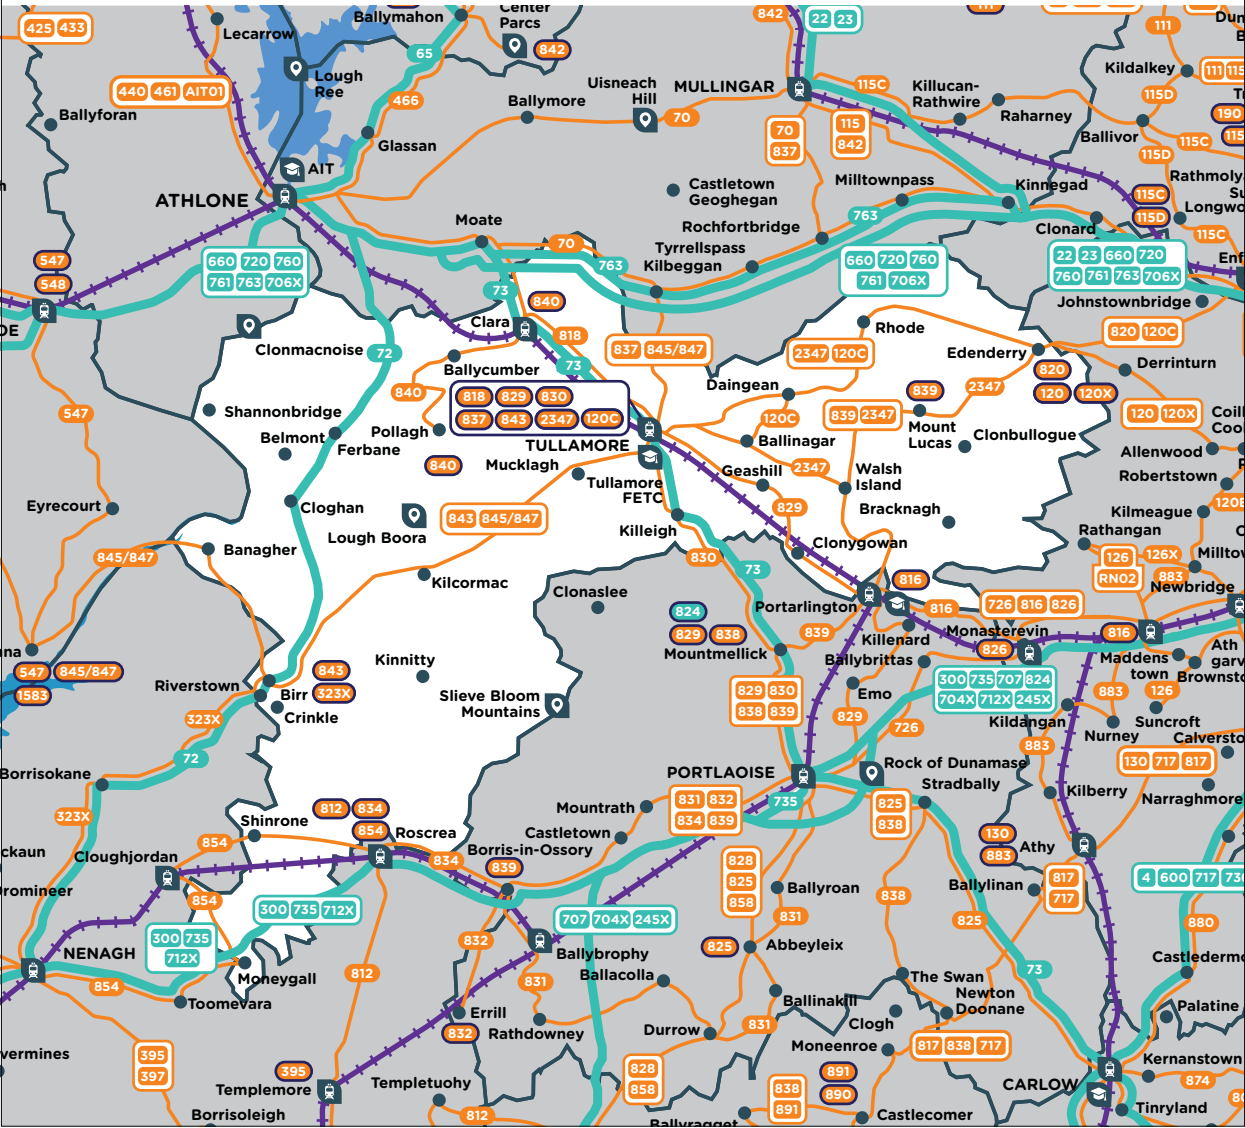 425 433
Lecarrow
Ballymahon
Center
Parcs
842
65
842
22 23
111
111
Kildalkey
111 115
Lough
Ree
440 461 AIT01
466
Ballyforan
Glassan
Ballymore
Uisneach
Hill
70
MULLINGAR
115C
Killucan-
Rathwire
Raharney
115D
Ballivor
190
115C
115D
70
837
115
842
AIT
ATHLONE
Castletown
Geoghegan
Milltownpass
Kinnegad
Rathmoly
115C
115D
Longwo
Clonard
115C
763
Rochfortbridge
Tyrrellspass
Kilbeggan
Moate
70
763
547
548
660 720 760
761 763 706X
660 720 760
761 706X
22 23 660 720
760 761 763 706X
Enf
Johnstownbridge
73
840
Clara
818
Clonmacnoise
72
73
837 845/847
2347 120C
Rhode
820 120C
Edenderry
820
120 120X
Derrinturn
Ballycumber
840
818 829 830
837 843 2347 120C
TULLAMORE
Daingean
839
2347
120C
839 2347
Mount
Lucas
120 120X
Coill
547
Shannonbridge
Belmont
Ferbane
Pollagh
840
Mucklagh
Tullamore
FETC
Ballinagar
2347
Geashill
Walsh
Island
Clonbullogue
Allenwood
Robertstown
Eyrecourt
Cloghan
Lough Boora
843 845/847
Killeigh
829
Bracknagh
Kilmeague
Rathangan
845/847
Banagher
830
Clonygowan
126
RN02
126X
883
Newbridge
Kilcormac
73
Clonaslee
816
Portarlington
816
726 816 826
824
829 838
Mountmellick
839
Killenard
Monasterevin
826
816
547 845/847
1583
Riverstown
Birr
Crinkle
843
323X
Kinnitty
Slieve Bloom
Mountains
Ballybrittas
Emo
829 830
838 839
829
726
300 735 707 824
704X 712X 245X
Kildangan
Maddens
town
Ath
883
126
Suncroft
Nurney
323X
72
883
Calversto
130 717 817
Borrisokane
PORTLAOISE
Rock of Dunamase
Stradbally
Kilberry
Narraghmore
323X
812 834
854
Shinrone
854
Roscrea
Mountrath
Castletown
831 832
834 839
735
825
838
130
883
Athy
Cloughjordan
834
Borris-in-Ossory
839
828
825
858
Ballyroan
831
838
Ballylinan
817
717
4 600 717
854
300 735 712X
707 704X 245X
825
880
300 735
712X
NENAGH
832
825
Abbeyleix
Moneygall
812
Ballybrophy
Ballacolla
831
73
854
Toomevara
Errill
832
Rathdowney
Durrow
831
Ballinakill
The Swan
Newton
Doonane
Clogh
Castlederm
Palatine
395
397
395
Templemore
828
858
Moneenroe
817 838 717
891
890
Kernanstown
874
CARLOW
Templetuohy
812
838
891
Borrisoleigh
Ballyragget
Castlecomer
Tinryland